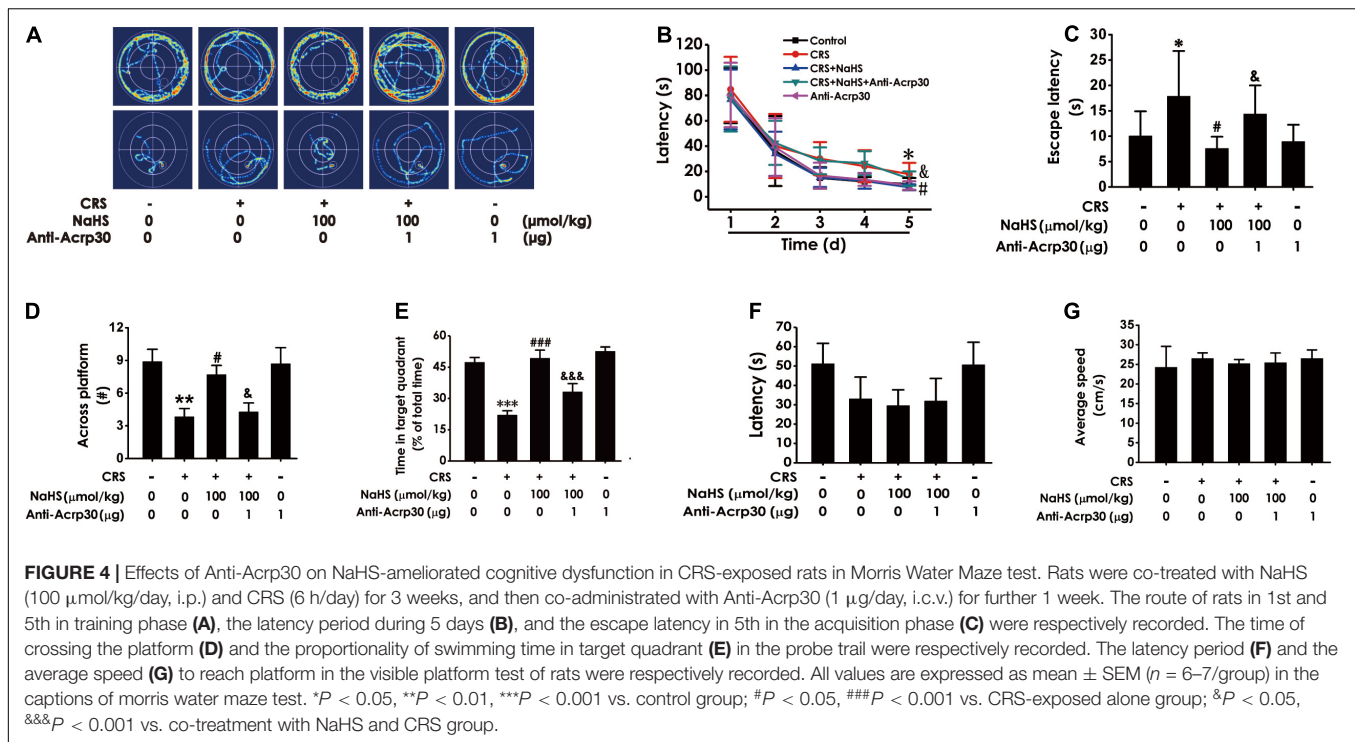 A
CRS - + + + -
NaHS 0 0 100 100 0 (μmol/kg)
Anti-Acrp30 0 0 0 1 1 (μg)
B
Latency (s)
120
100
80
60
40
20
0
Control
CRS
CRS+NaHS
CRS+NaHS+Anti-Acrp30
Anti-Acrp30
*
&
#
1 2 3 4 5
Time (d)
C
Escape latency
(s)
30
25
20
15
10
5
0
* # &
CRS - + + + -
NaHS (μmol/kg) 0 0 100 100 0
Anti-Acrp30 (μg) 0 0 0 1 1
D
Across platform
(#)
12
9
6
3
0
** # &
CRS - + + + -
NaHS (μmol/kg) 0 0 100 100 0
Anti-Acrp30 (μg) 0 0 0 1 1
E
Time in target quadrant
(% of total time)
60
45
30
15
0
*** ### &&&
CRS - + + + -
NaHS (μmol/kg) 0 0 100 100 0
Anti-Acrp30 (μg) 0 0 0 1 1
F
Latency (s)
70
60
50
40
30
20
10
0
CRS - + + + -
NaHS (μmol/kg) 0 0 100 100 0
Anti-Acrp30 (μg) 0 0 0 1 1
G
Average speed
(cm/s)
35
30
25
20
15
10
5
0
CRS - + + + -
NaHS (μmol/kg) 0 0 100 100 0
Anti-Acrp30 (μg) 0 0 0 1 1
FIGURE 4 | Effects of Anti-Acrp30 on NaHS-ameliorated cognitive dysfunction in CRS-exposed rats in Morris Water Maze test. Rats were co-treated with NaHS
(100 μmol/kg/day, i.p.) and CRS (6 h/day) for 3 weeks, and then co-administrated with Anti-Acrp30 (1 μg/day, i.c.v.) for further 1 week. The route of rats in 1st and
5th in training phase (A), the latency period during 5 days (B), and the escape latency in 5th in the acquisition phase (C) were respectively recorded. The time of
crossing the platform (D) and the proportionality of swimming time in target quadrant (E) in the probe trail were respectively recorded. The latency period (F) and the
average speed (G) to reach platform in the visible platform test of rats were respectively recorded. All values are expressed as mean ± SEM (n = 6–7/group) in the
captions of morris water maze test. *P < 0.05, **P < 0.01, ***P < 0.001 vs. control group; #P < 0.05, ###P < 0.001 vs. CRS-exposed alone group; &P < 0.05,
&&&P < 0.001 vs. co-treatment with NaHS and CRS group.